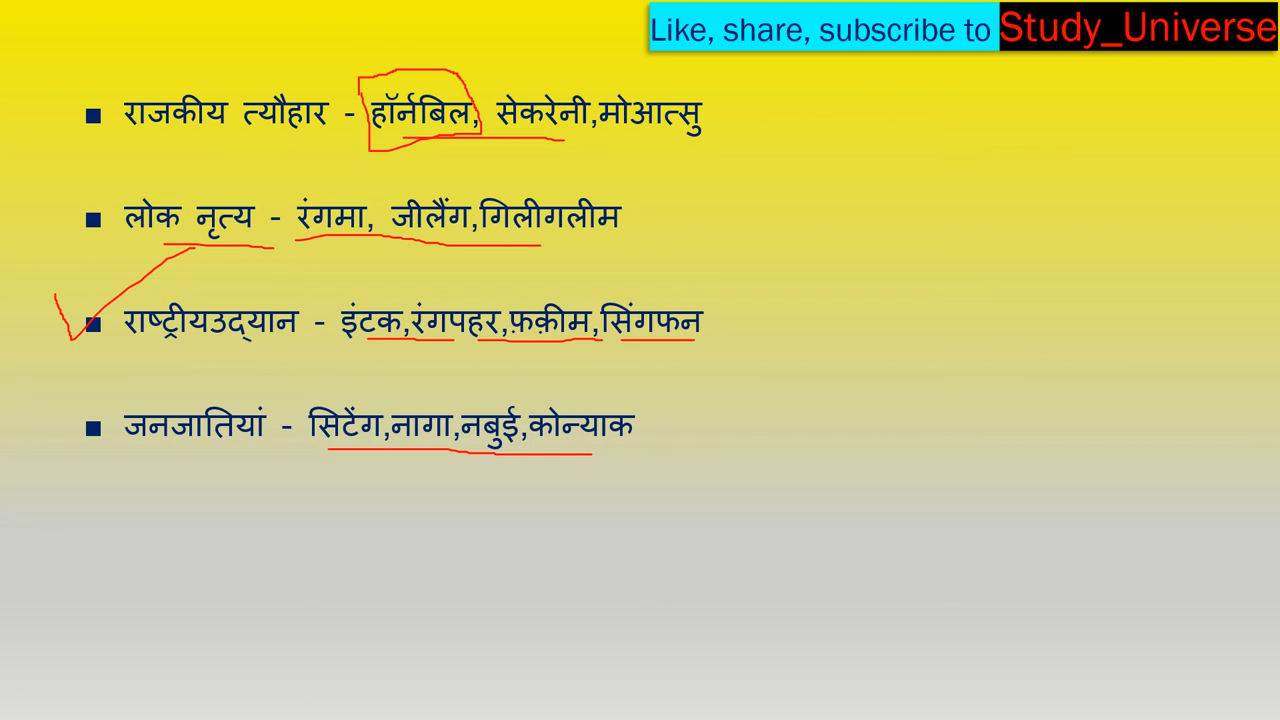 Like, share, subscribe to Study_Universe
▪ राजकीय त्यौहार - हॉर्नबिल, सेकरेनी,मोआत्सु
▪ लोक नृत्य - रंगमा, जीलैंग,गिलीगलीम
▪ राष्ट्रीयउद्यान - इंटक,रंगपहर,फ़क़ीम,सिंगफन
▪ जनजातियां - सिटेंग,नागा,नबुई,कोन्याक